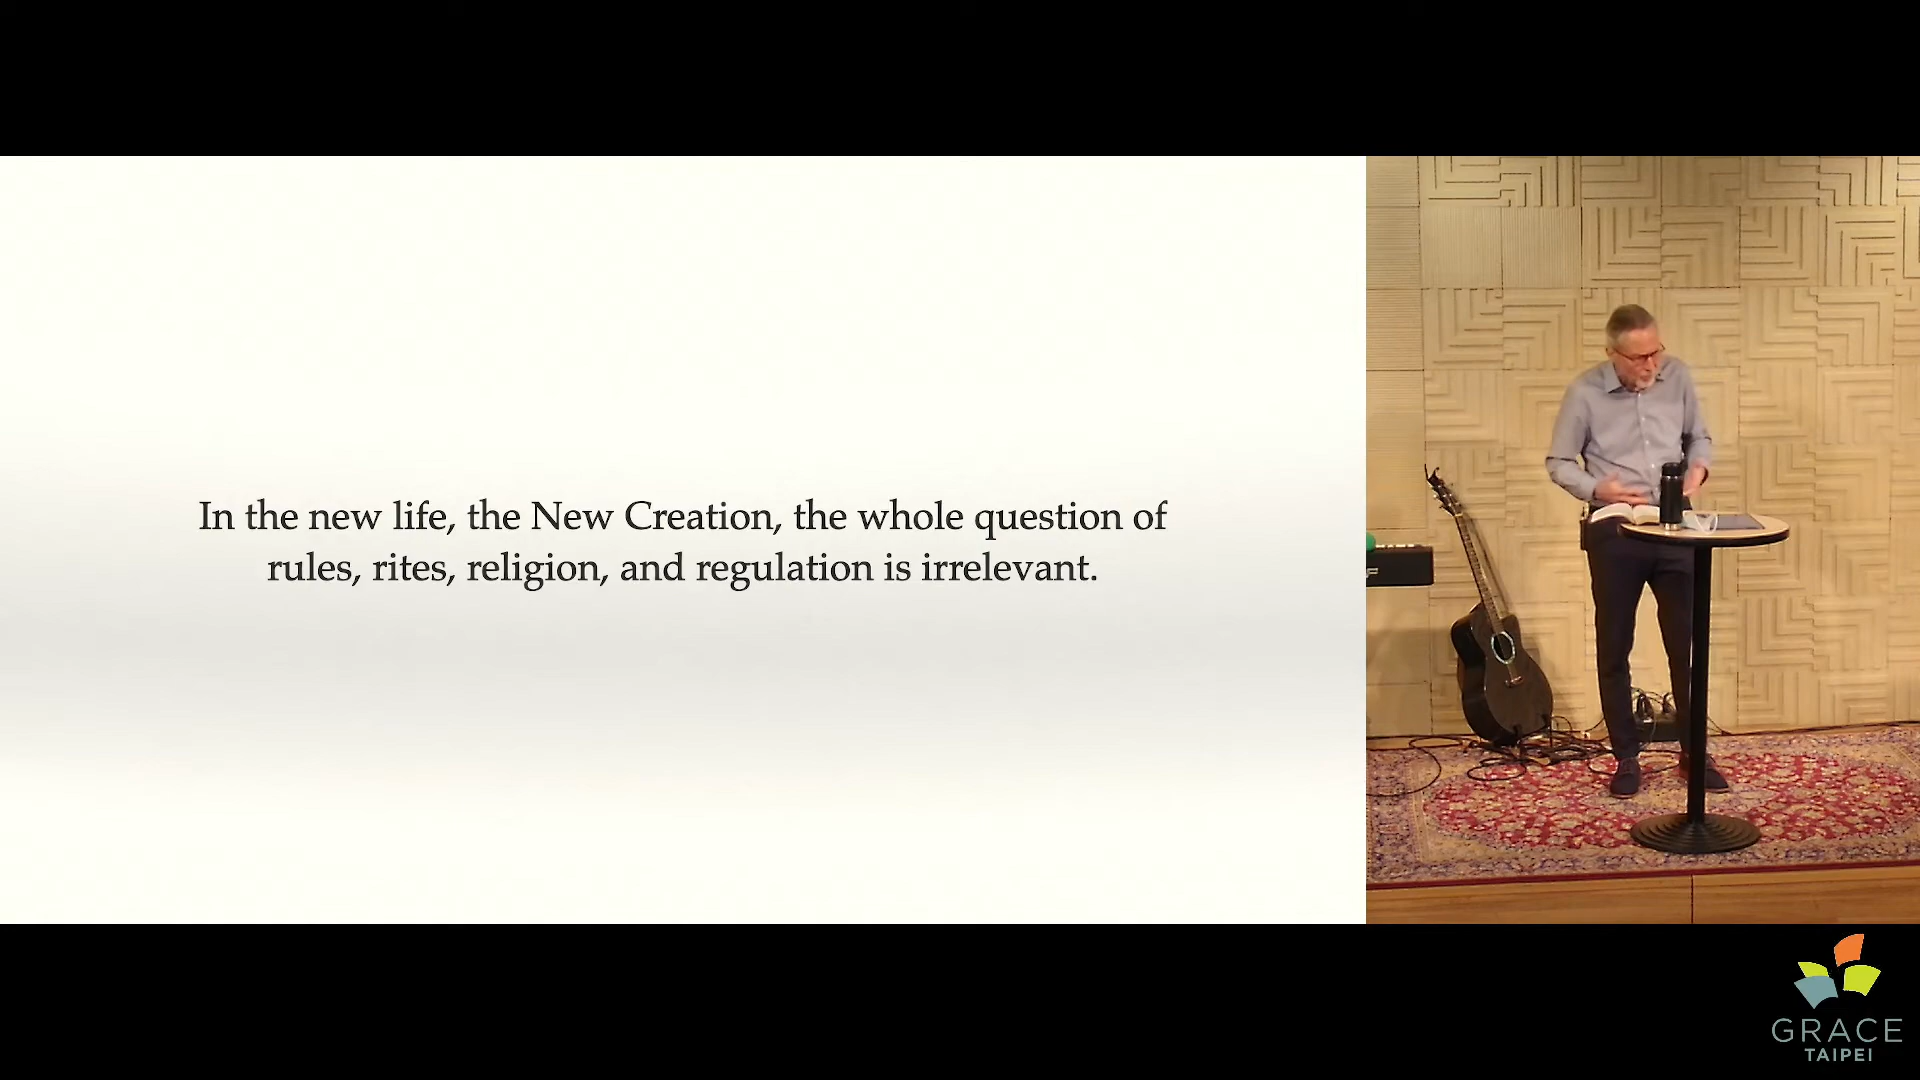 In the new life, the New Creation, the whole question of
rules, rites, religion, and regulation is irrelevant.
GRACE
TAIPEI